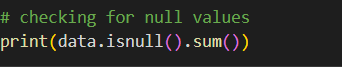 # checking for null values
print(data.isnull().sum())